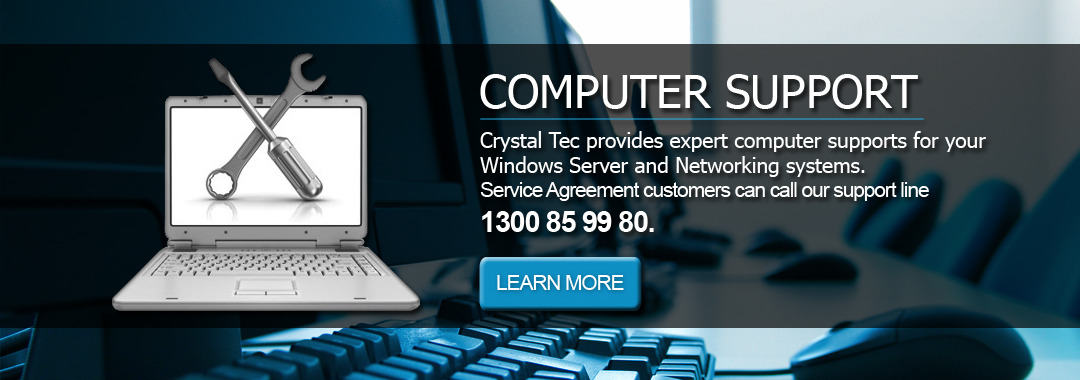 COMPUTER SUPPORT
Crystal Tec provides expert computer supports for your
Windows Server and Networking systems.
Service Agreement customers can call our support line
1300 85 99 80.
LEARN MORE